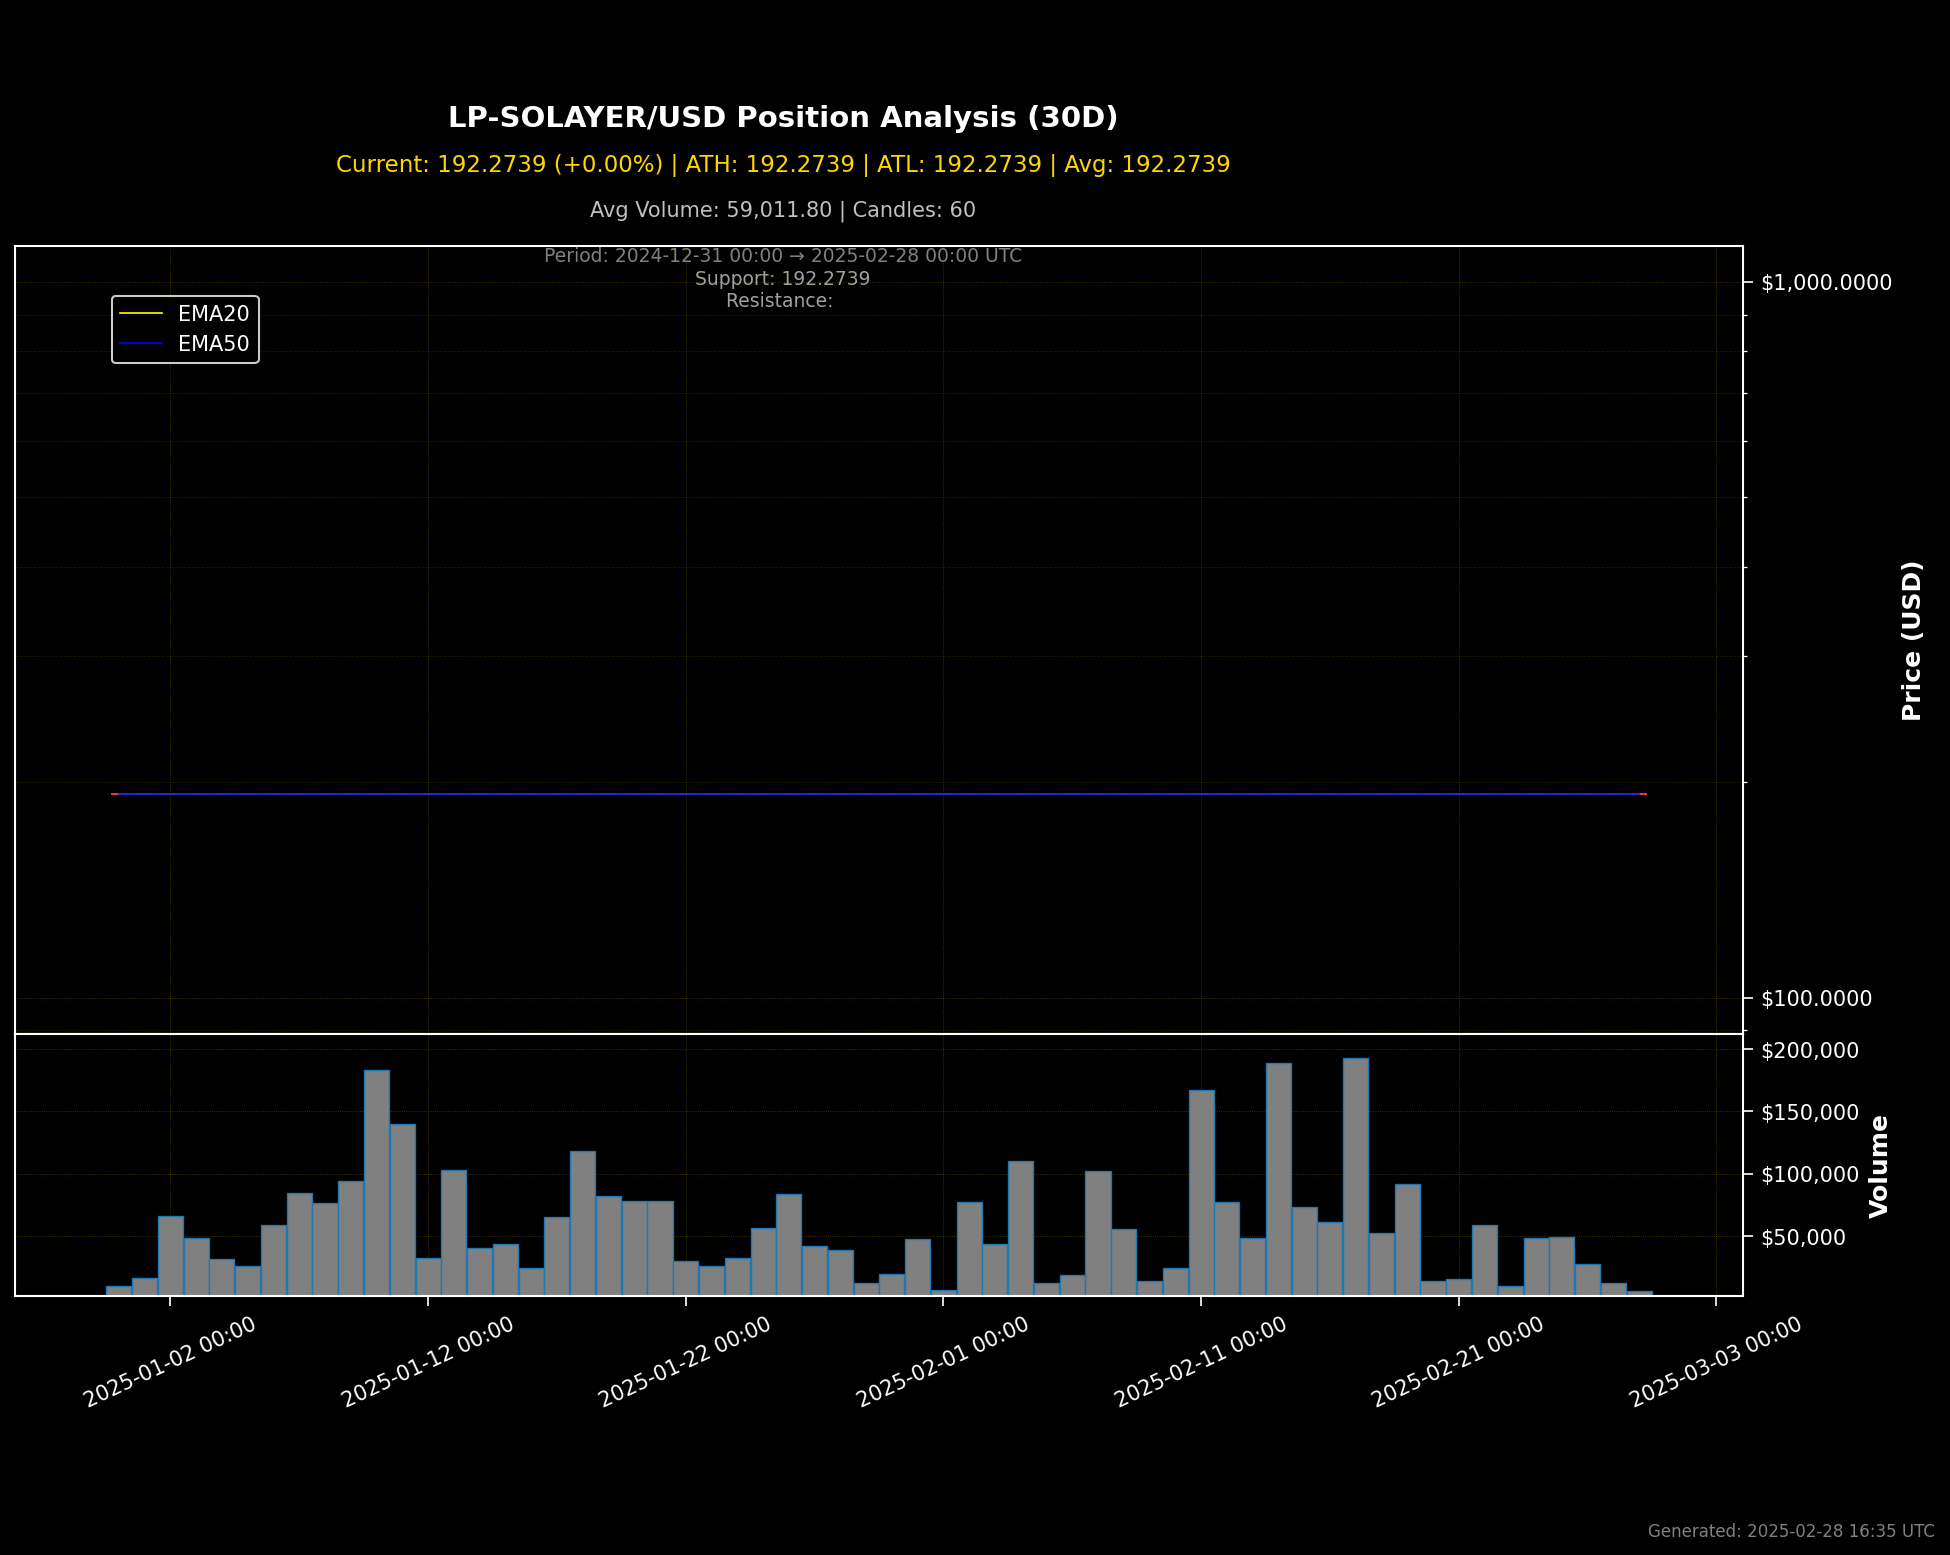 LP-SOLAYER/USD Position Analysis (30D)
Current: 192.2739 (+0.00%) | ATH: 192.2739 | ATL: 192.2739 | Avg: 192.2739
Avg Volume: 59,011.80 | Candles: 60
Period: 2024-12-31 00:00 → 2025-02-28 00:00 UTC
Support: 192.2739
Resistance:
EMA20
EMA50
$1,000.0000
$100.0000
Price (USD)
$200,000
$150,000
$100,000
$50,000
Volume
2025-01-02 00:00
2025-01-12 00:00
2025-01-22 00:00
2025-02-01 00:00
2025-02-11 00:00
2025-02-21 00:00
2025-03-03 00:00
Generated: 2025-02-28 16:35 UTC